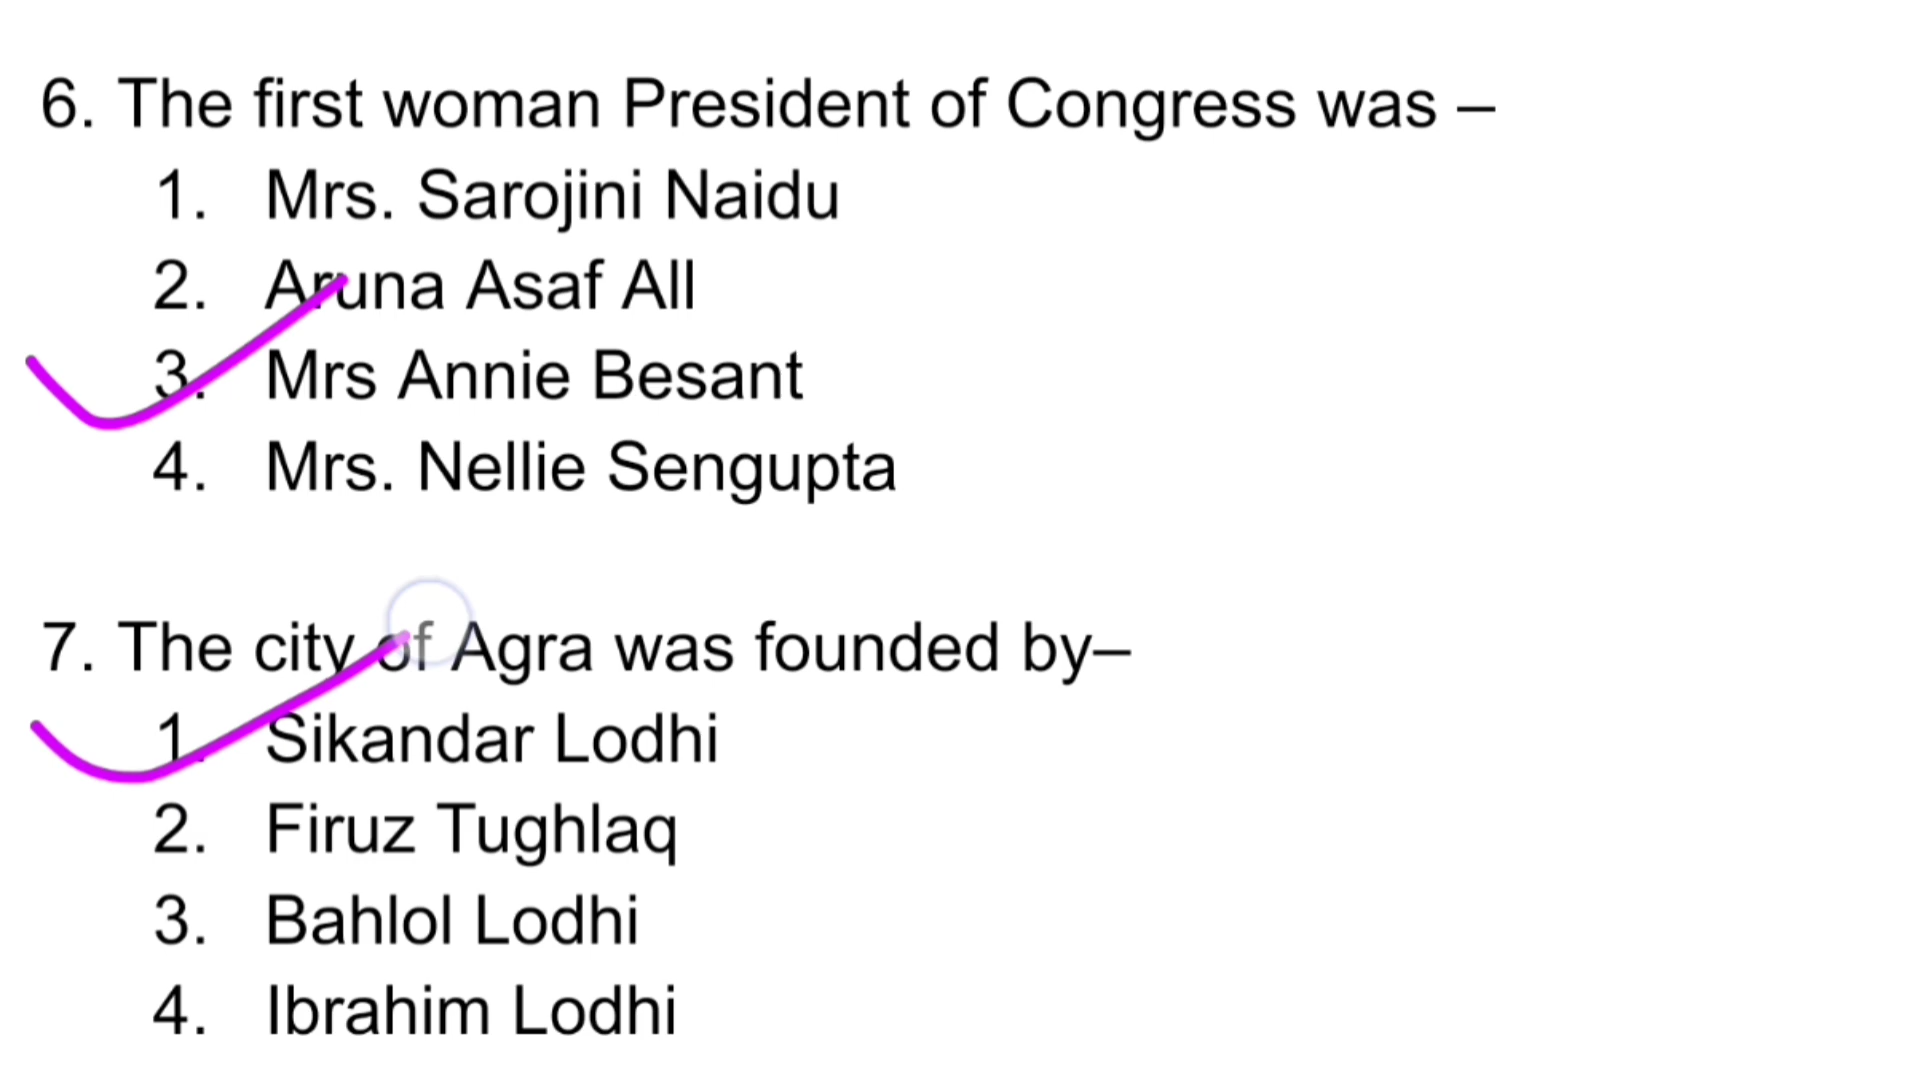 6. The first woman President of Congress was –
1. Mrs. Sarojini Naidu
2. Aruna Asaf All
3. Mrs Annie Besant
4. Mrs. Nellie Sengupta
7. The city of Agra was founded by–
1. Sikandar Lodhi
2. Firuz Tughlaq
3. Bahlol Lodhi
4. Ibrahim Lodhi